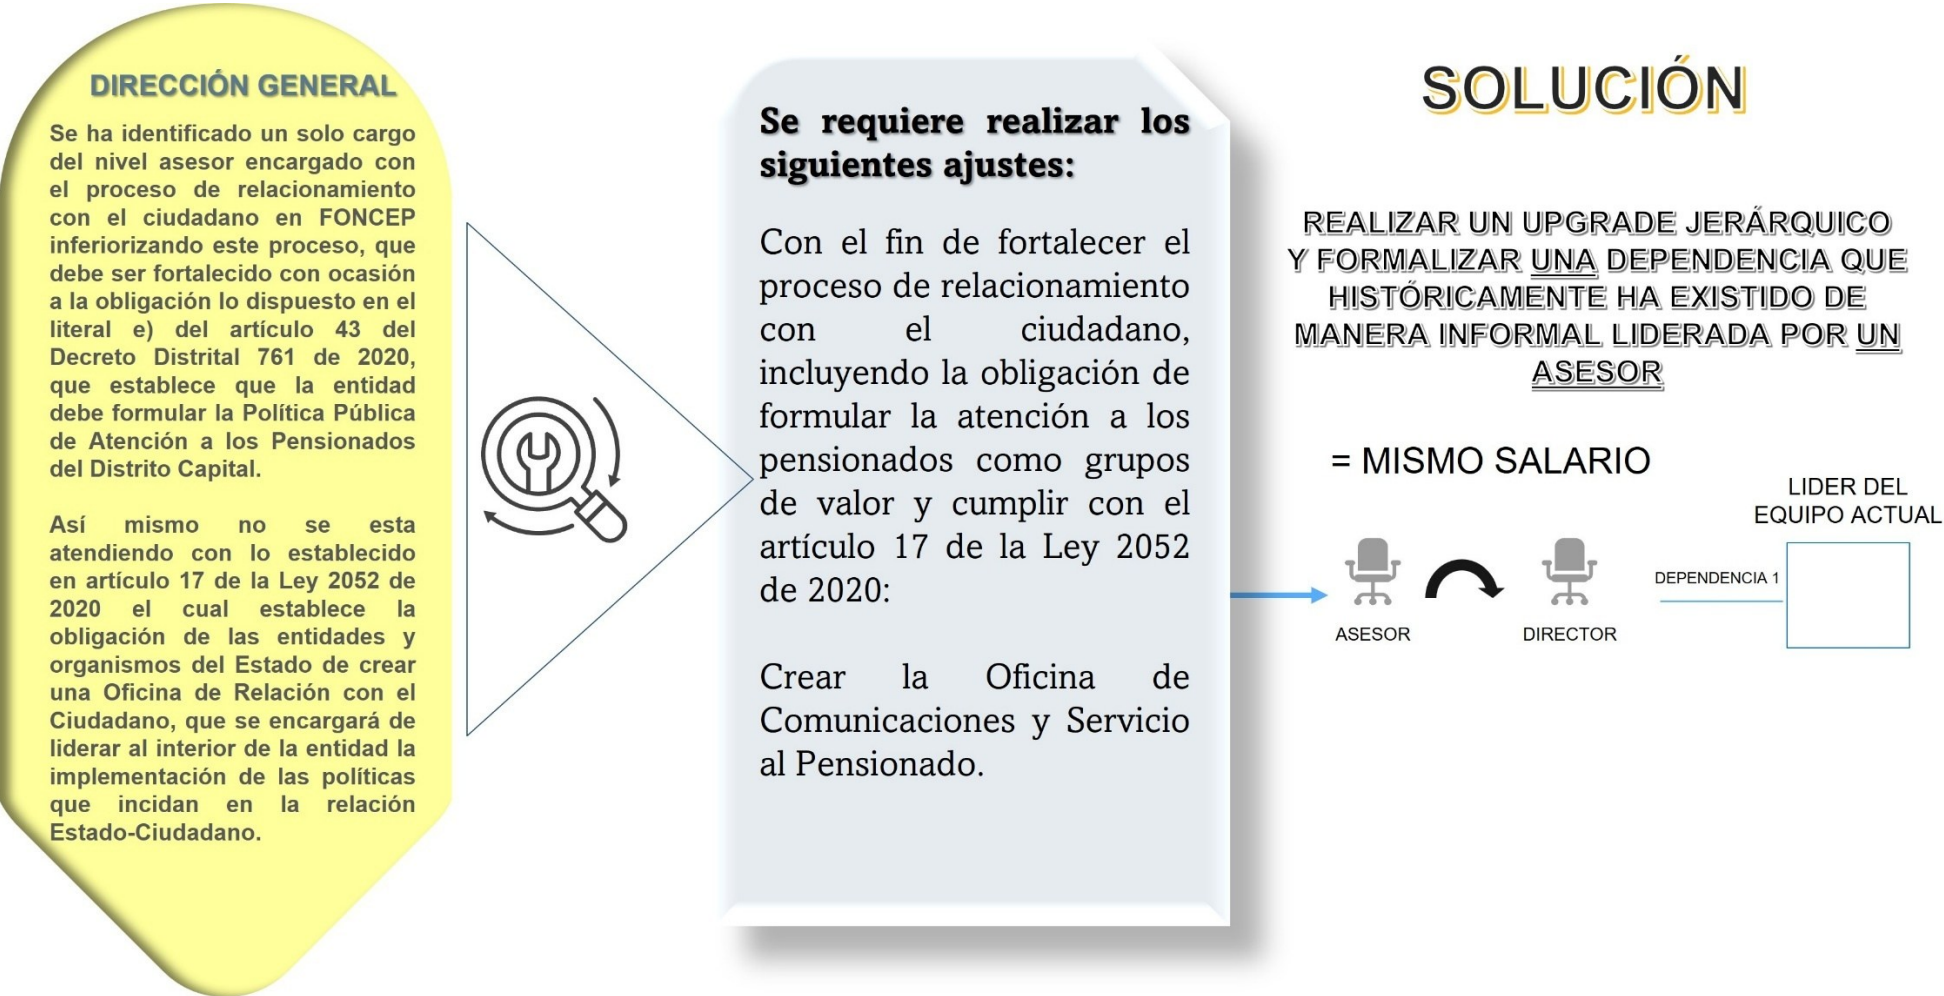 DIRECCIÓN GENERAL
Se ha identificado un solo cargo
del nivel asesor encargado con
el proceso de relacionamiento
con el ciudadano en FONCEP
inferiorizando este proceso, que
debe ser fortalecido con ocasión
a la obligación lo dispuesto en el
literal e) del artículo 43 del
Decreto Distrital 761 de 2020,
que establece que la entidad
debe formular la Política Pública
de Atención a los Pensionados
del Distrito Capital.
Así mismo no se esta
atendiendo con lo establecido
en artículo 17 de la Ley 2052 de
2020 el cual establece la
obligación de las entidades y
organismos del Estado de crear
una Oficina de Relación con el
Ciudadano, que se encargará de
liderar al interior de la entidad la
implementación de las políticas
que incidan en la relación
Estado-Ciudadano.
Se requiere realizar los
siguientes ajustes:
Con el fin de fortalecer el
proceso de relacionamiento
con el ciudadano,
incluyendo la obligación de
formular la atención a los
pensionados como grupos
de valor y cumplir con el
artículo 17 de la Ley 2052
de 2020:
Crear la Oficina de
Comunicaciones y Servicio
al Pensionado.
SOLUCIÓN
REALIZAR UN UPGRADE JERÁRQUICO
Y FORMALIZAR UNA DEPENDENCIA QUE
HISTÓRICAMENTE HA EXISTIDO DE
MANERA INFORMAL LIDERADA POR UN
ASESOR
= MISMO SALARIO
LIDER DEL
EQUIPO ACTUAL
DEPENDENCIA 1
ASESOR
DIRECTOR